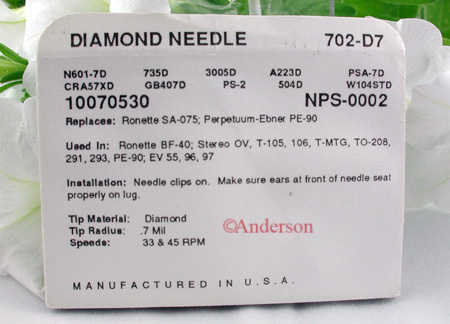 DIAMOND NEEDLE 702-D7
N601-7D 735D 3005D A223D PSA-7D
CRA57XD GB407D PS-2 504D W104STD
10070530 NPS-0002
Replaces: Ronette SA-075; Perpetuum-Ebner PE-90
Used In: Ronette BF-40; Stereo OV, T-105, 106, T-MTG, TO-208,
291, 293, PE-90; EV 55, 96, 97
Installation: Needle clips on. Make sure ears at front of needle seat
properly on lug.
Tip Material: Diamond
Tip Radius: .7 Mil
Speeds: 33 & 45 RPM
©Anderson
MANUFACTURED IN U.S.A.